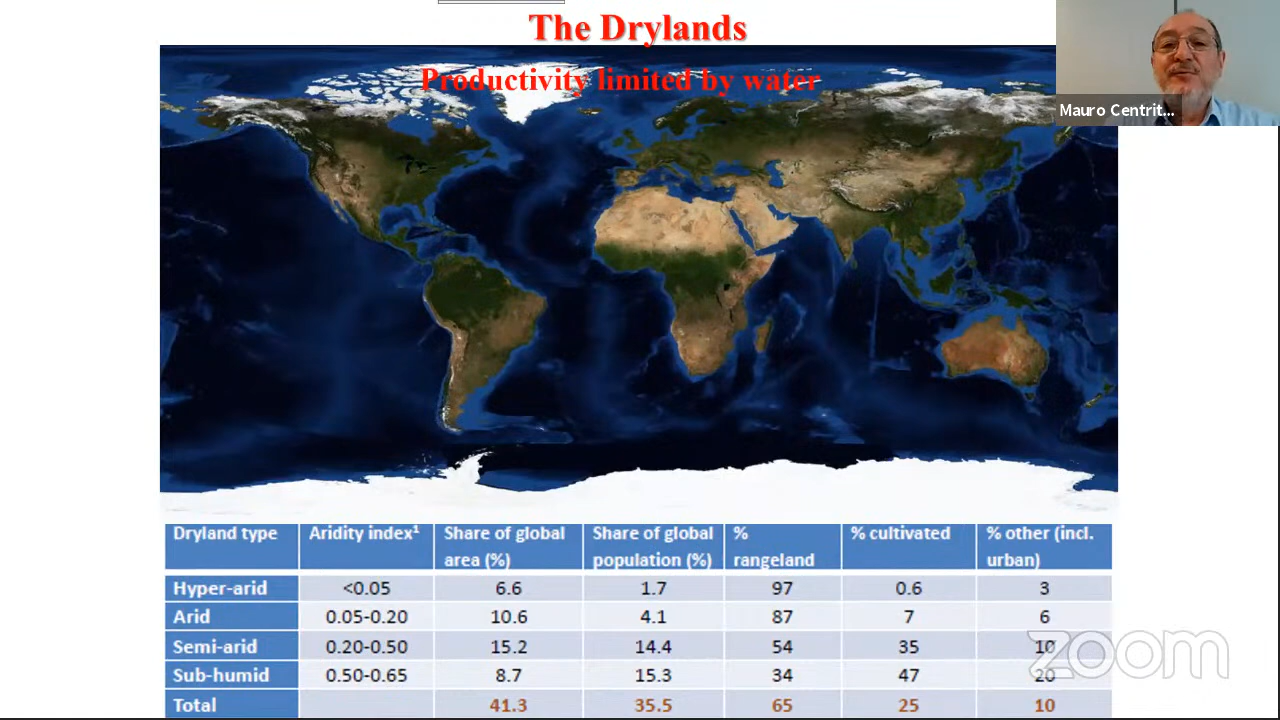 The Drylands
Productivity limited by water
Mauro Centrit...
Dryland type Aridity index¹ Share of global area (%) Share of global population (%) % rangeland % cultivated % other (incl. urban)
Hyper-arid <0.05 6.6 1.7 97 0.6 3
Arid 0.05-0.20 10.6 4.1 87 7 6
Semi-arid 0.20-0.50 15.2 14.4 54 35 10
Sub-humid 0.50-0.65 8.7 15.3 34 47 20
Total 41.3 35.5 65 25 10
zoom